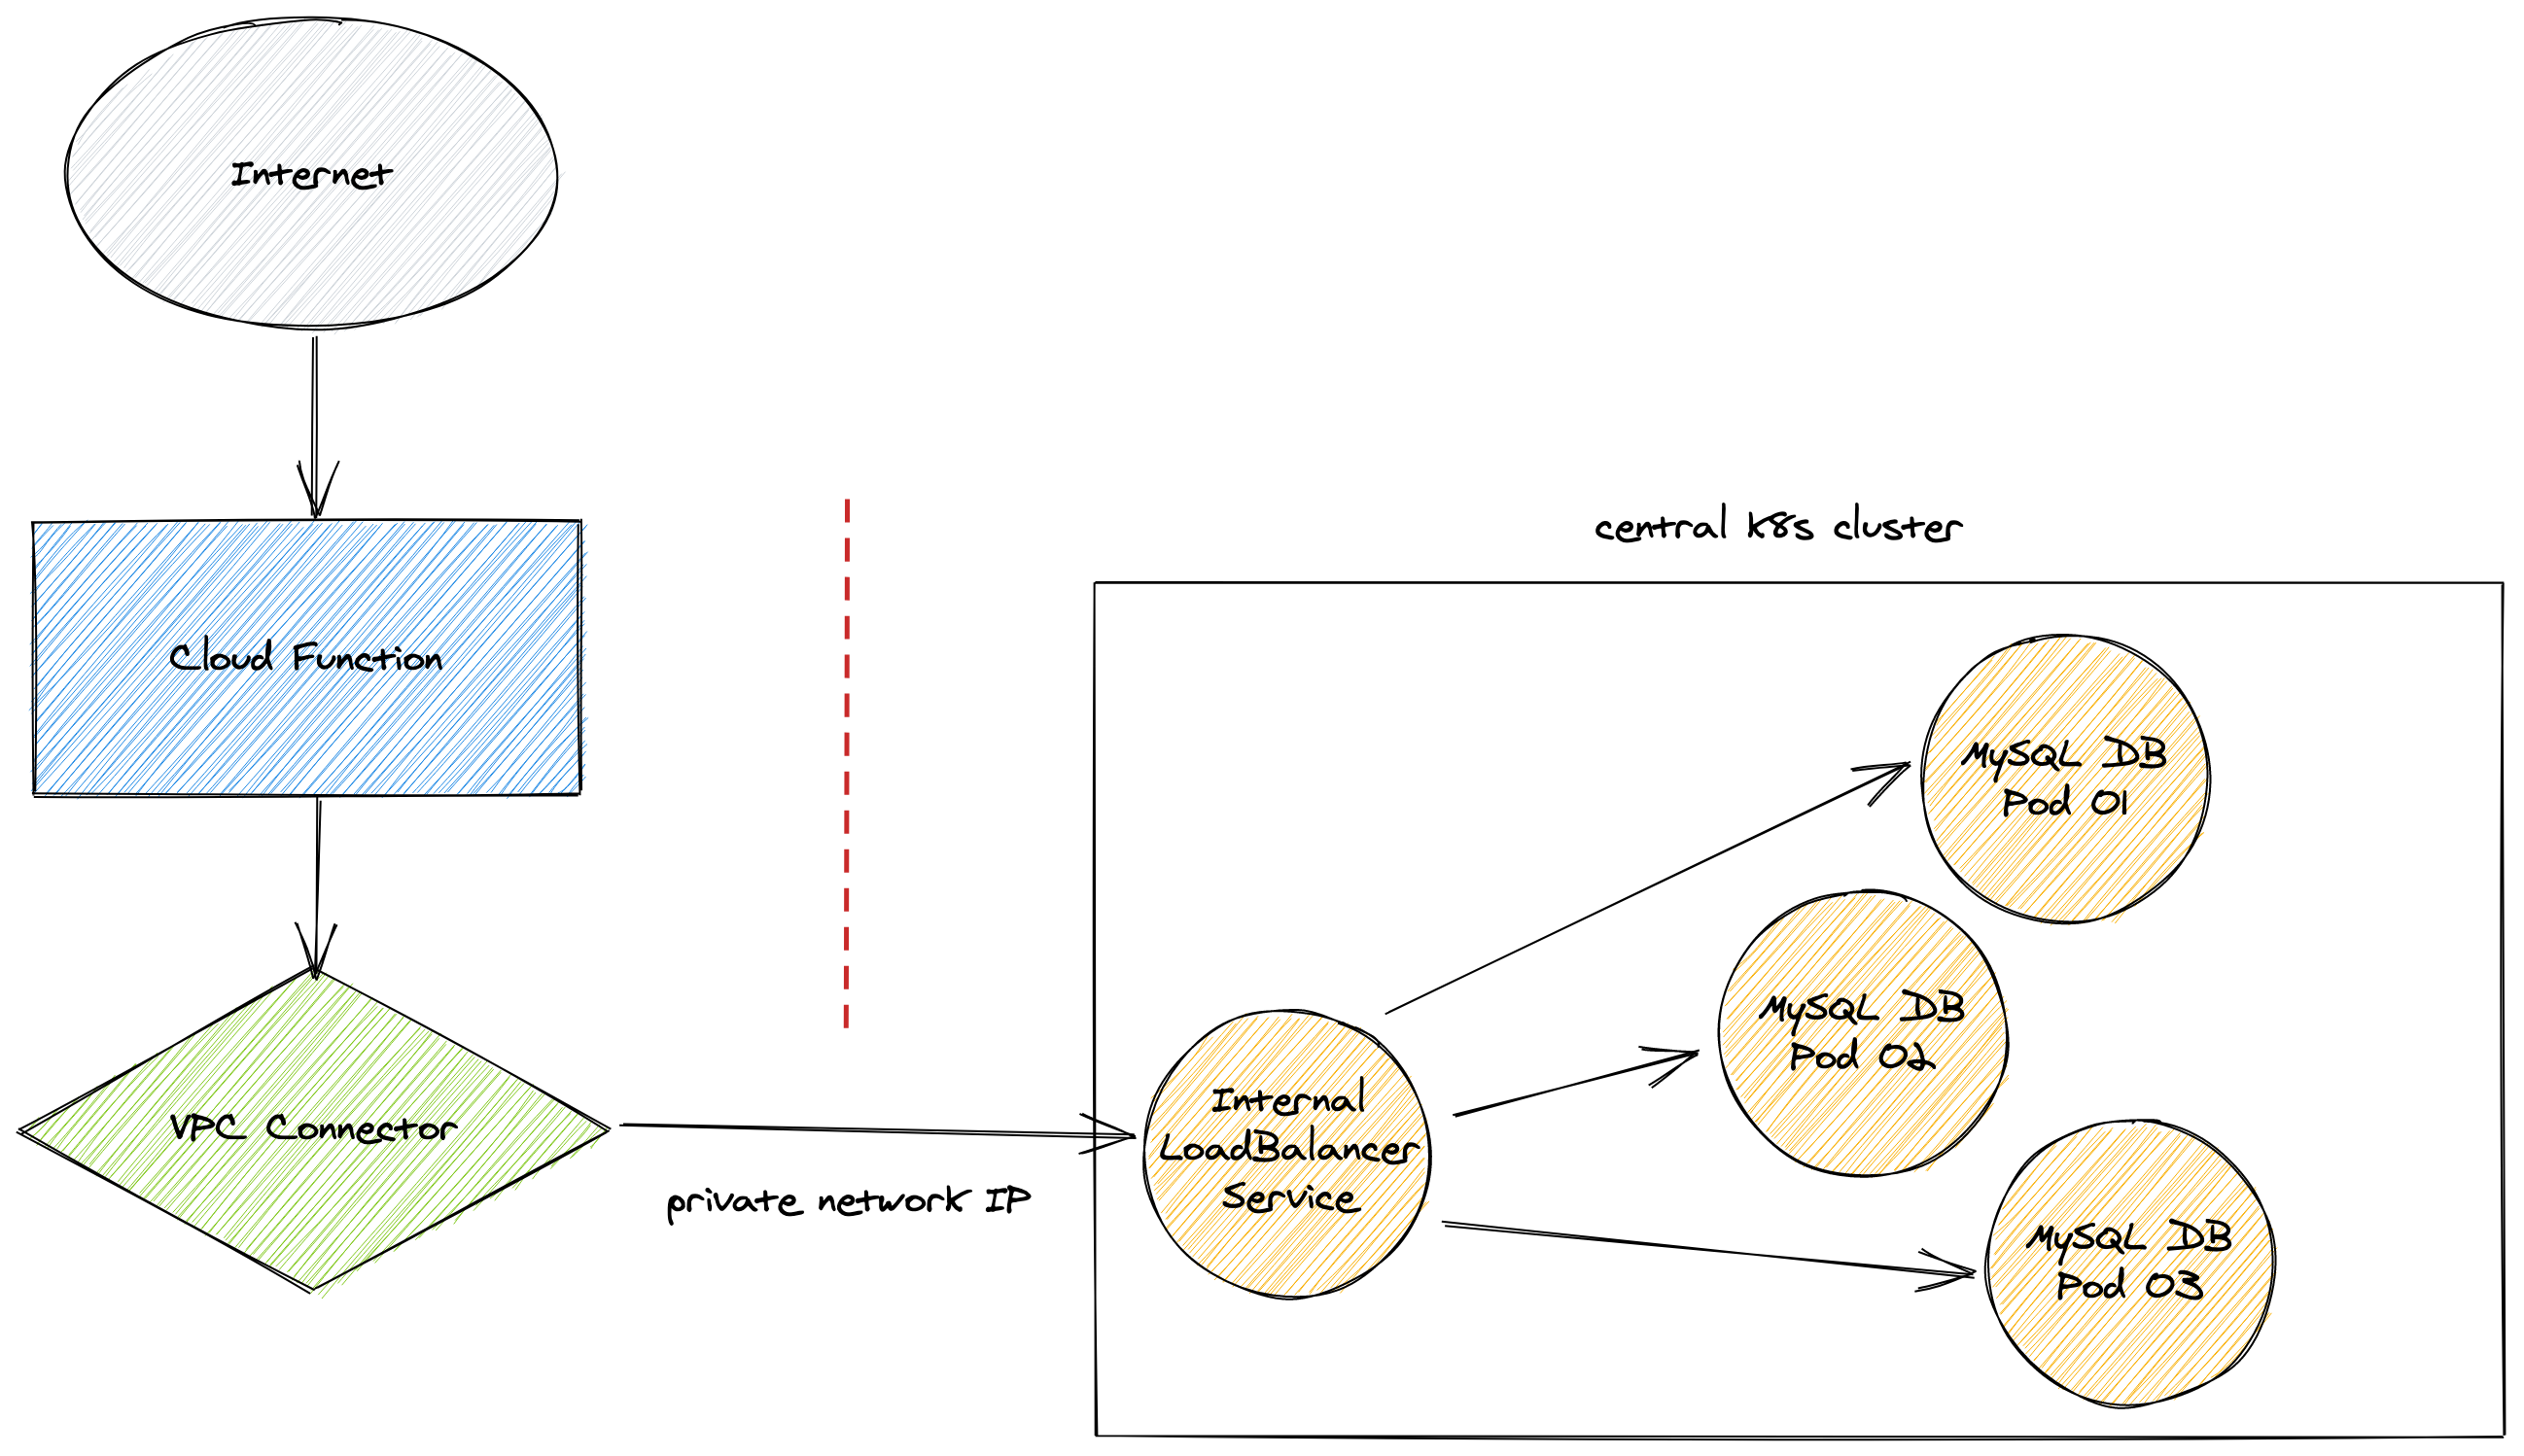 Internet
Cloud Function
central k8s cluster
MySQL DB
Pod 01
MySQL DB
Pod 02
VPC Connector
private network IP
Internal
LoadBalancer
Service
MySQL DB
Pod 03